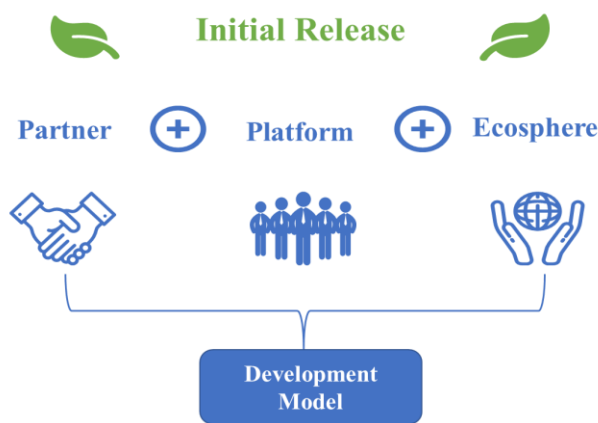 Initial Release
Partner
Platform
Ecosphere
Development
Model